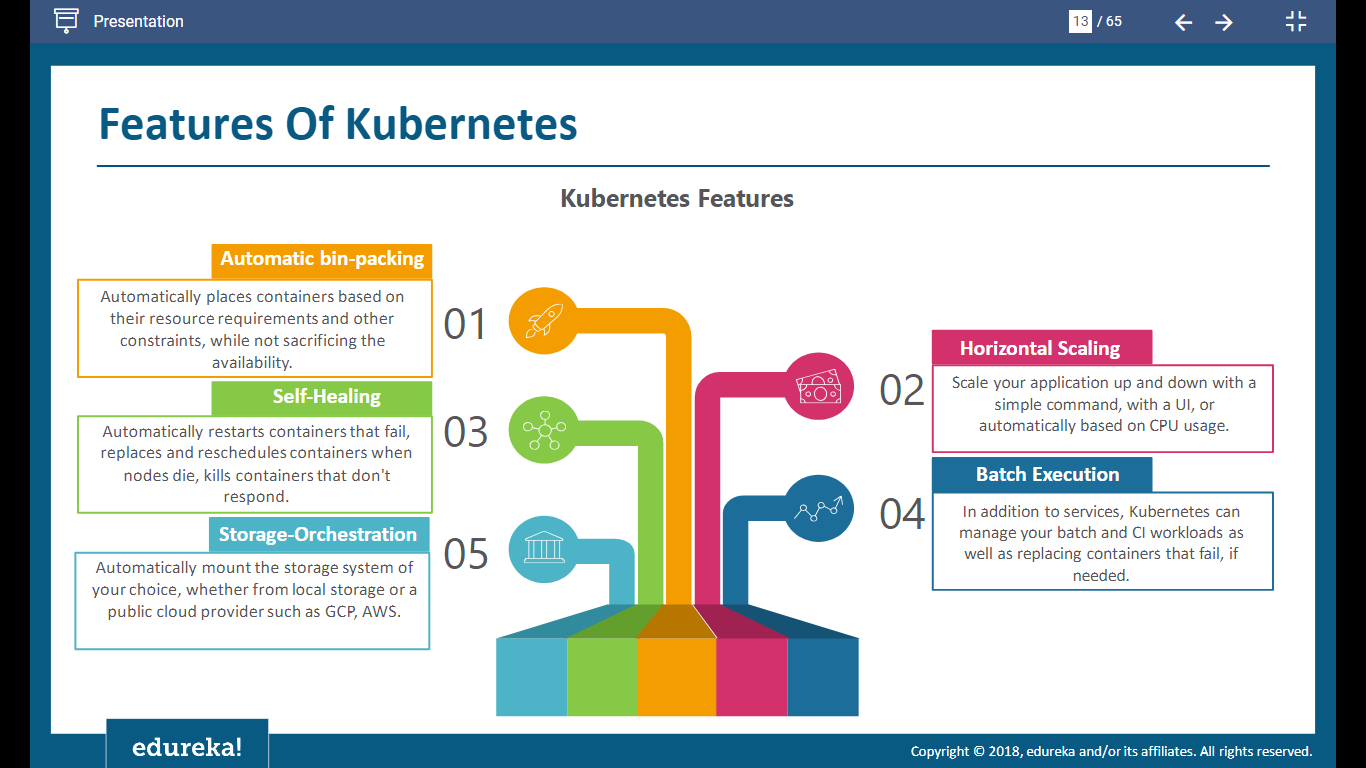 Presentation
13 / 65
Features Of Kubernetes
Kubernetes Features
Automatic bin-packing
Automatically places containers based on
their resource requirements and other
constraints, while not sacrificing the
availability.
01
Horizontal Scaling
Scale your application up and down with a
simple command, with a UI, or
automatically based on CPU usage.
02
Self-Healing
Automatically restarts containers that fail,
replaces and reschedules containers when
nodes die, kills containers that don't
respond.
03
Batch Execution
In addition to services, Kubernetes can
manage your batch and CI workloads as
well as replacing containers that fail, if
needed.
04
Storage-Orchestration
Automatically mount the storage system of
your choice, whether from local storage or a
public cloud provider such as GCP, AWS.
05
edureka!
Copyright © 2018, edureka and/or its affiliates. All rights reserved.